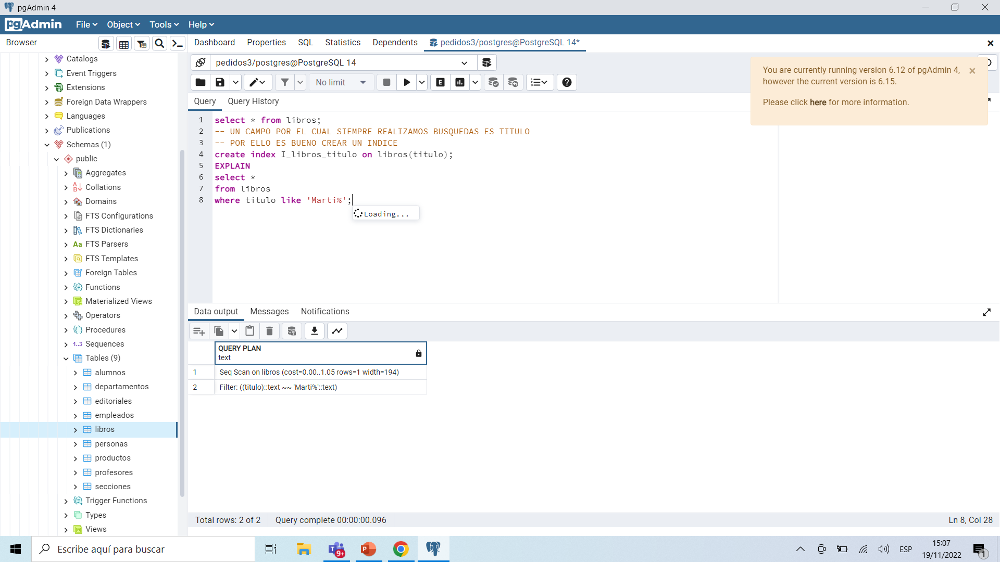 pgAdmin 4
pgAdmin File Object Tools Help
Browser
Dashboard Properties SQL Statistics Dependents pedidos3/postgres@PostgreSQL 14*
pedidos3/postgres@PostgreSQL 14
No limit
E
You are currently running version 6.12 of pgAdmin 4,
however the current version is 6.15.
Please click here for more information.
Catalogs
Event Triggers
Extensions
Foreign Data Wrappers
Languages
Publications
Schemas (1)
public
Aggregates
Collations
Domains
FTS Configurations
FTS Dictionaries
Aa FTS Parsers
FTS Templates
Foreign Tables
Functions
Materialized Views
Operators
Procedures
1..3 Sequences
Tables (9)
alumnos
departamentos
editoriales
empleados
libros
personas
productos
profesores
secciones
Trigger Functions
Types
Views
Query Query History
1 select * from libros;
2 -- UN CAMPO POR EL CUAL SIEMPRE REALIZAMOS BUSQUEDAS ES TITULO
3 -- POR ELLO ES BUENO CREAR UN INDICE
4 create index I_libros_titulo on libros(titulo);
5 EXPLAIN
6 select *
7 from libros
8 where titulo like 'Marti%';
Loading...
Data output Messages Notifications
QUERY PLAN
text
1 Seq Scan on libros (cost=0.00..1.05 rows=1 width=194)
2 Filter: ((titulo)::text ~~ 'Marti%'::text)
Total rows: 2 of 2 Query complete 00:00:00.096 Ln 8, Col 28
Escribe aquí para buscar
9+
ESP
15:07
19/11/2022
1